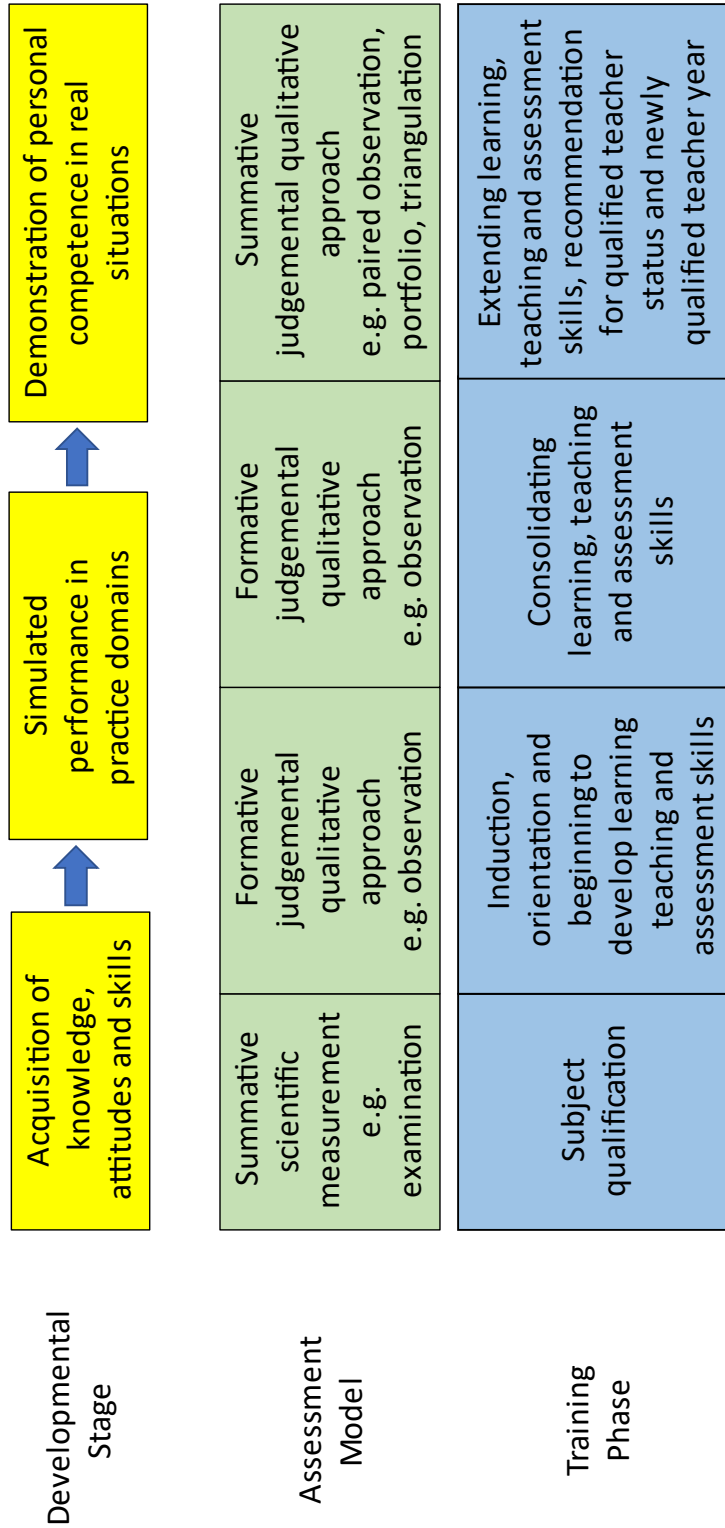 Developmental
Stage
Acquisition of
knowledge,
attitudes and skills
Simulated
performance in
practice domains
Demonstration of personal
competence in real
situations
Assessment
Model
Summative
scientific
measurement
e.g.
examination
Formative
judgemental
qualitative
approach
e.g. observation
Formative
judgemental
qualitative
approach
e.g. observation
Summative
judgemental qualitative
approach
e.g. paired observation,
portfolio, triangulation
Training
Phase
Subject
qualification
Induction,
orientation and
beginning to
develop learning
teaching and
assessment skills
Consolidating
learning, teaching
and assessment
skills
Extending learning,
teaching and assessment
skills, recommendation
for qualified teacher
status and newly
qualified teacher year